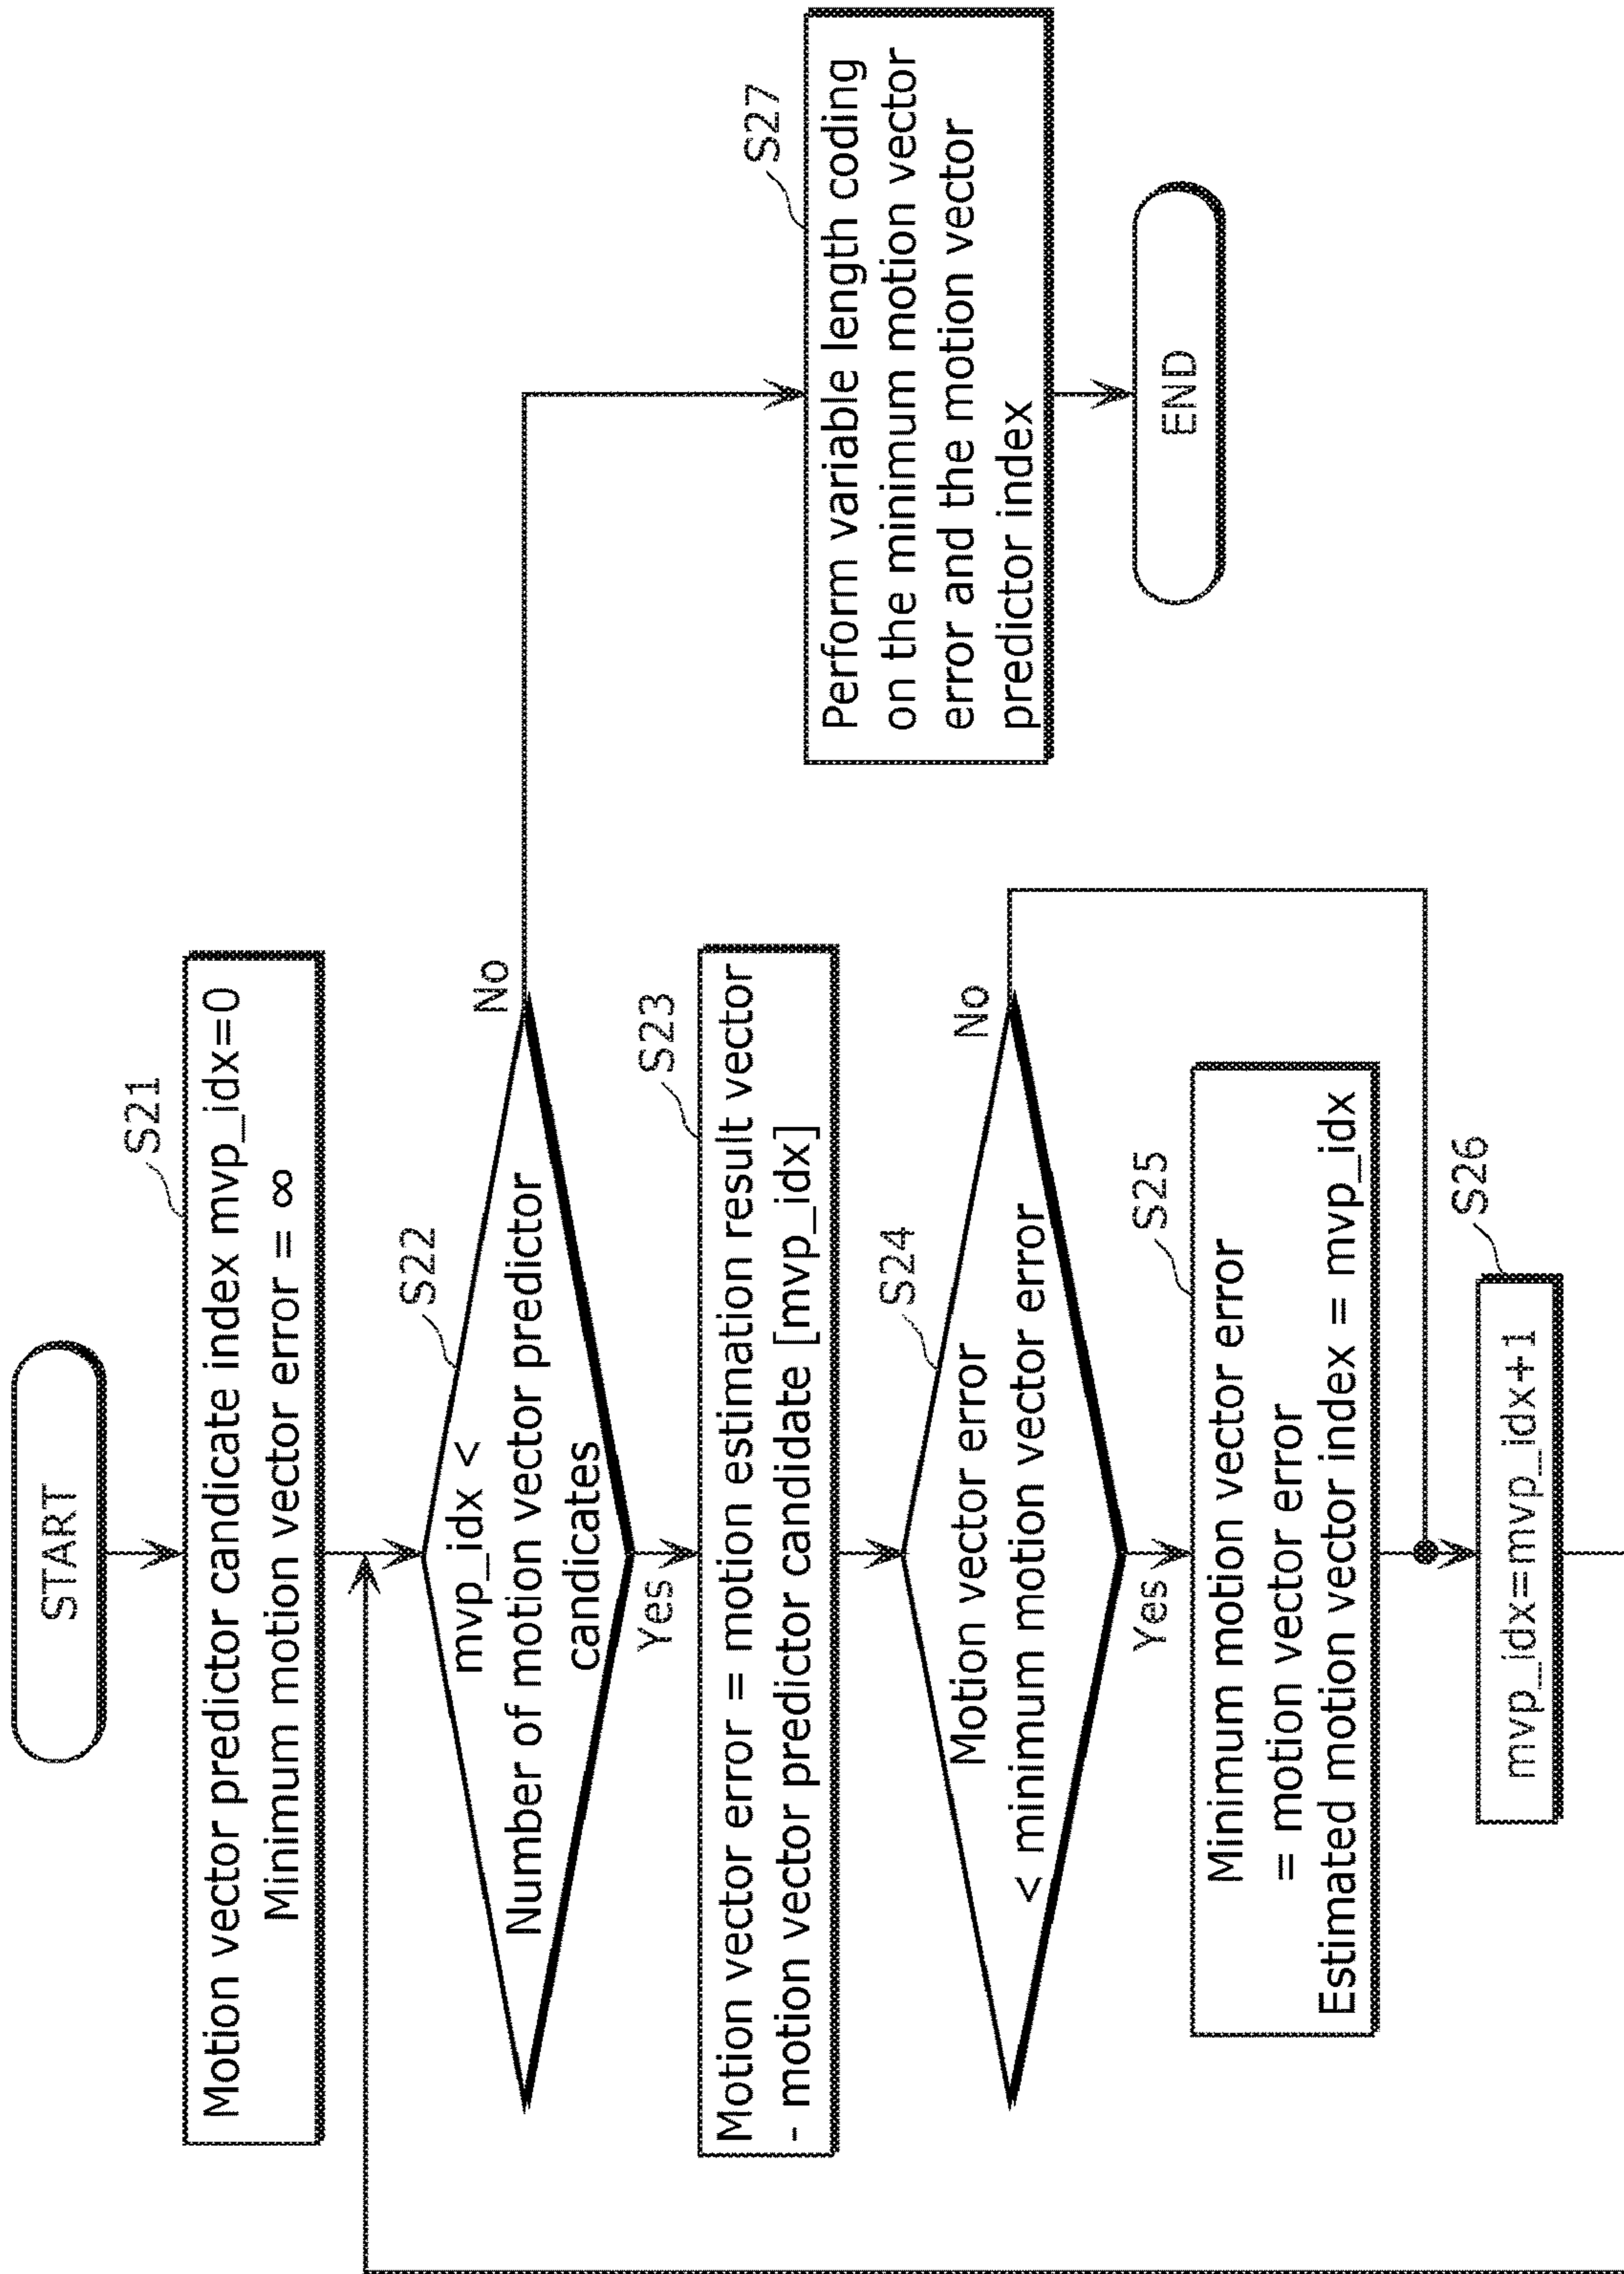 START
S21
Motion vector predictor candicate index mvp_idx=0
Minimum motion vector error = ∞
S22
mvp_idx <
Number of motion vector predictor
candicates
No
Yes
S23
Motion vector error = motion estimation result vector
- motion vector predictor candidate [mvp_idx]
S24
Motion vector error
< minimum motion vector error
No
Yes
S25
Minimum motion vector error
= motion vector error
Estimated motion vector index = mvp_idx
S26
mvp_idx=mvp_idx+1
S27
Perform variable length coding
on the minimum motion vector
error and the motion vector
predictor index
END